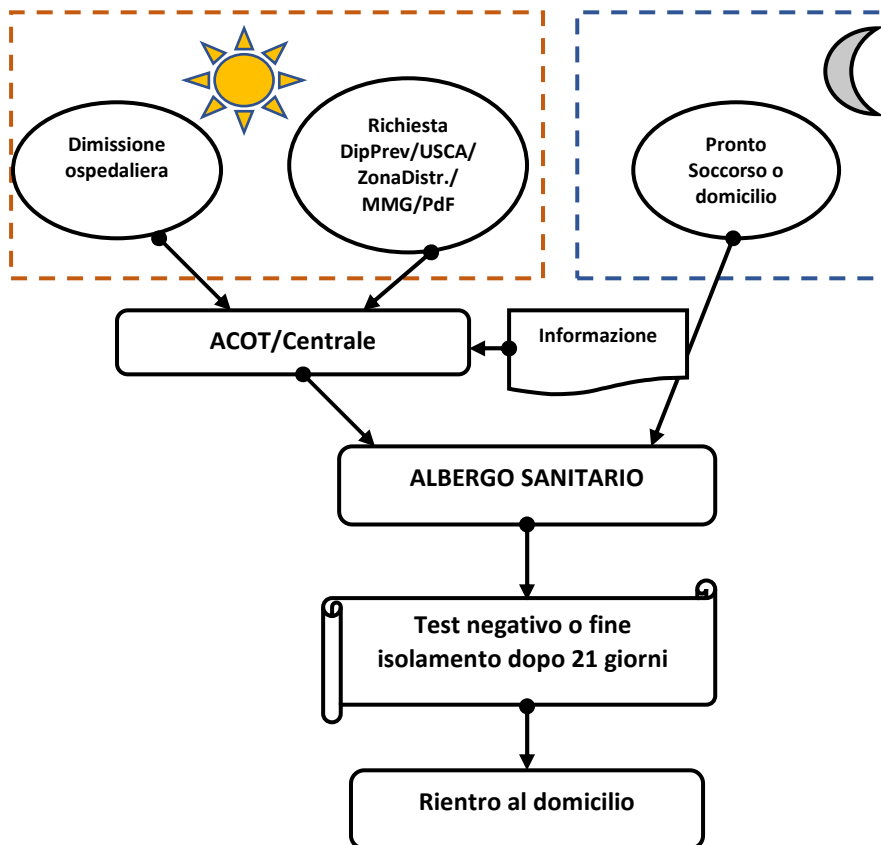 Dimissione
ospedaliera
Richiesta
DipPrev/USCA/
ZonaDistr./
MMG/PdF
Pronto
Soccorso o
domicilio
ACOT/Centrale
Informazione
ALBERGO SANITARIO
Test negativo o fine
isolamento dopo 21 giorni
Rientro al domicilio